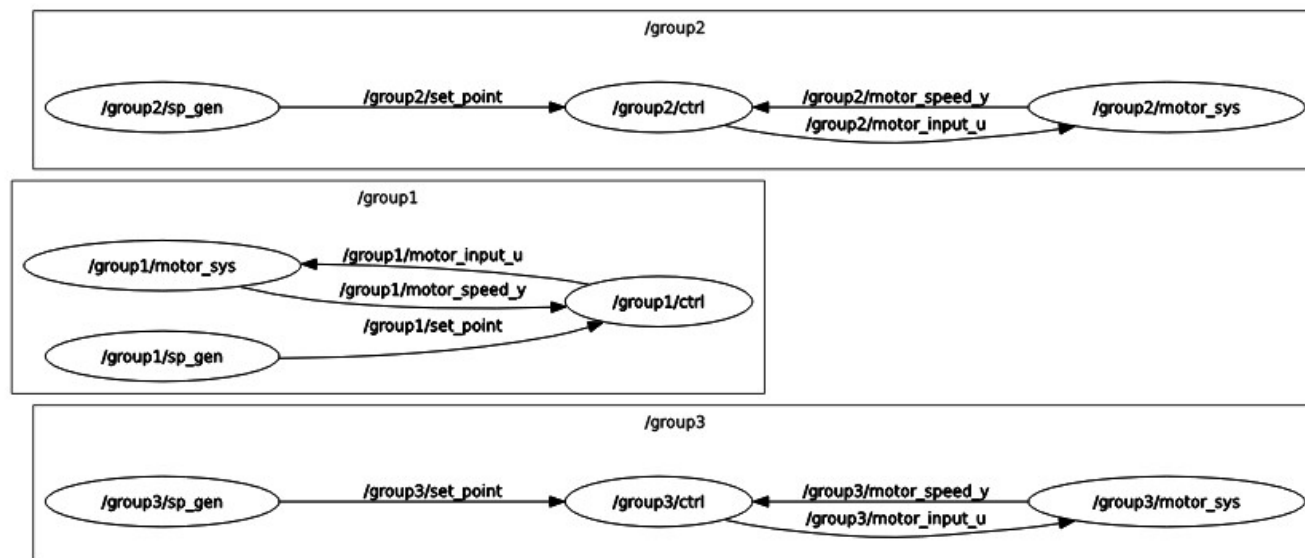 /group2
/group2/sp_gen
/group2/set_point
/group2/ctrl
/group2/motor_speed_y
/group2/motor_input_u
/group2/motor_sys
/group1
/group1/motor_sys
/group1/motor_input_u
/group1/motor_speed_y
/group1/ctrl
/group1/set_point
/group1/sp_gen
/group3
/group3/sp_gen
/group3/set_point
/group3/ctrl
/group3/motor_speed_y
/group3/motor_input_u
/group3/motor_sys